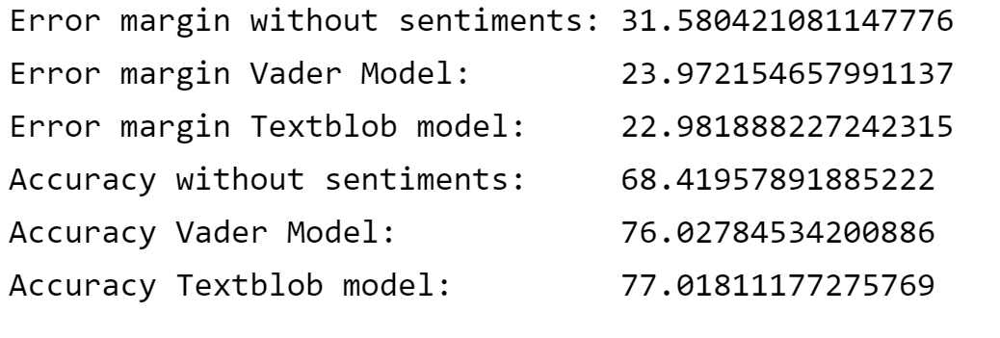 Error margin without sentiments: 31.580421081147776
Error margin Vader Model: 23.972154657991137
Error margin Textblob model: 22.981888227242315
Accuracy without sentiments: 68.41957891885222
Accuracy Vader Model: 76.02784534200886
Accuracy Textblob model: 77.01811177275769